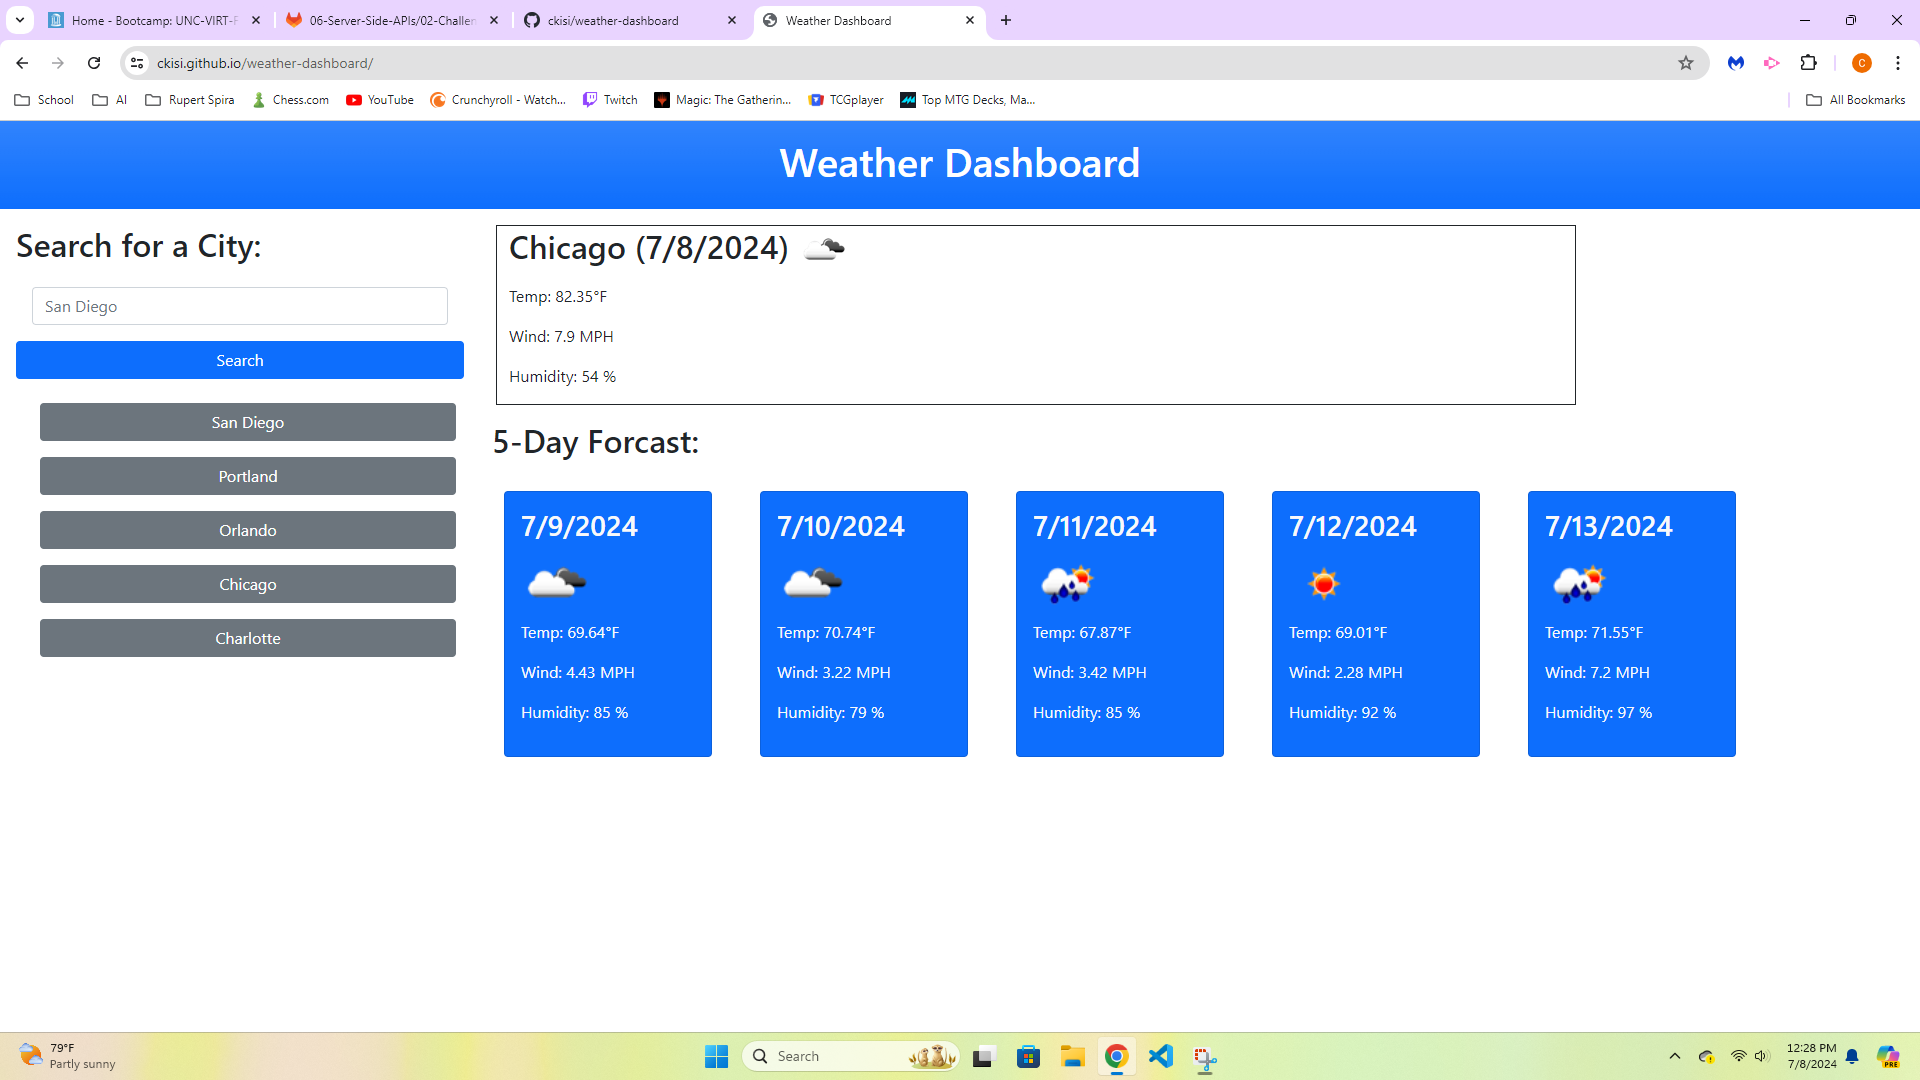 Home - Bootcamp: UNC-VIRT-F
06-Server-Side-APIs/02-Challen
ckisi/weather-dashboard
Weather Dashboard
ckisi.github.io/weather-dashboard/
C
School
AI
Rupert Spira
Chess.com
YouTube
Crunchyroll - Watch...
Twitch
Magic: The Gatherin...
TCGplayer
Top MTG Decks, Ma...
All Bookmarks
Weather Dashboard
Search for a City:
San Diego
Search
San Diego
Portland
Orlando
Chicago
Charlotte
Chicago (7/8/2024)
Temp: 82.35°F
Wind: 7.9 MPH
Humidity: 54 %
5-Day Forcast:
7/9/2024
Temp: 69.64°F
Wind: 4.43 MPH
Humidity: 85 %
7/10/2024
Temp: 70.74°F
Wind: 3.22 MPH
Humidity: 79 %
7/11/2024
Temp: 67.87°F
Wind: 3.42 MPH
Humidity: 85 %
7/12/2024
Temp: 69.01°F
Wind: 2.28 MPH
Humidity: 92 %
7/13/2024
Temp: 71.55°F
Wind: 7.2 MPH
Humidity: 97 %
79°F
Partly sunny
Search
12:28 PM
7/8/2024
PRE